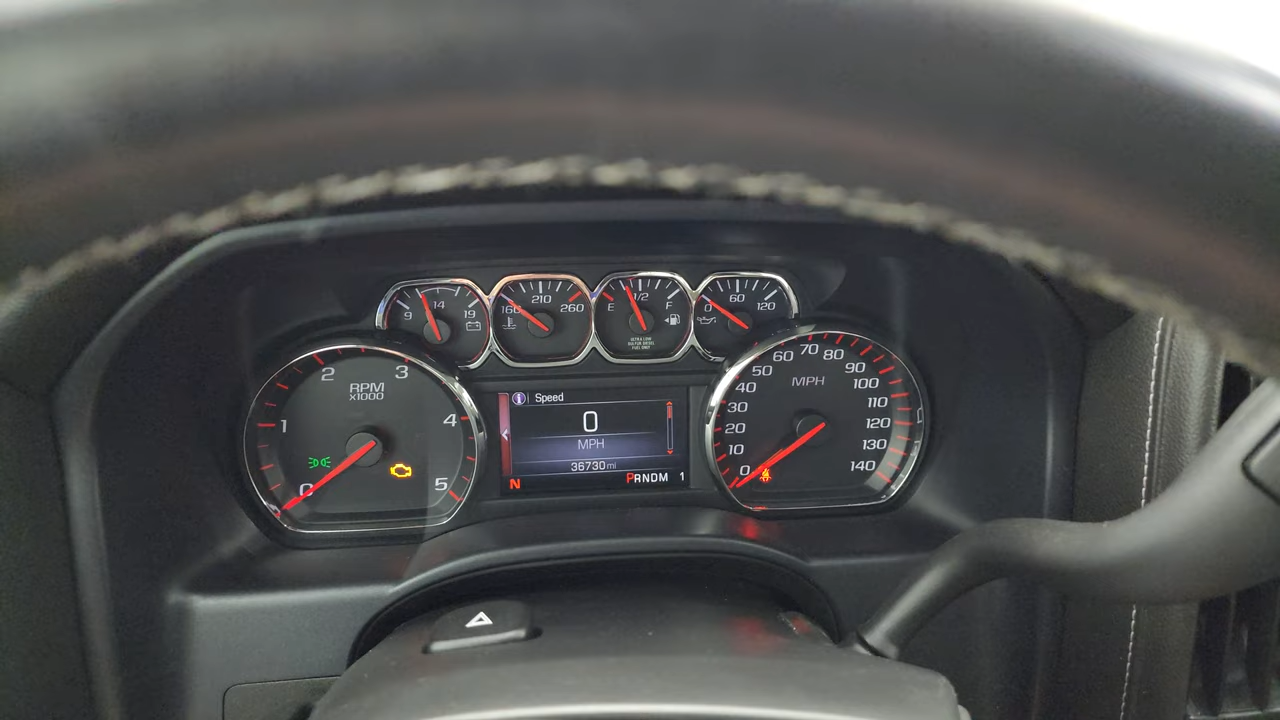 9 14 19
160 210 260
E 1/2 F
ULTRA LOW
SULFUR DIESEL
FUEL ONLY
0 60 120
RPM
x1000
0 1 2 3 4 5
Speed
0
MPH
36730 mi
N PRNDM 1
MPH
0 10 20 30 40 50 60 70 80 90 100 110 120 130 140